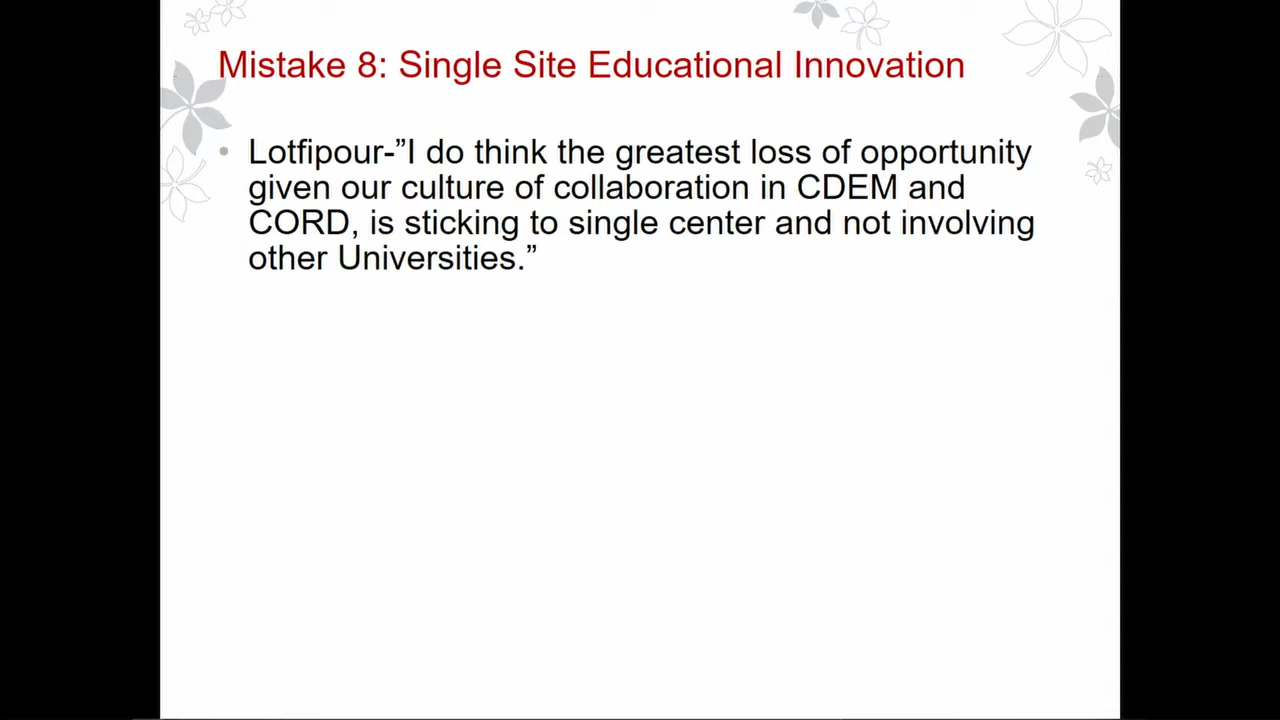 Mistake 8: Single Site Educational Innovation
• Lotfipour-”I do think the greatest loss of opportunity
given our culture of collaboration in CDEM and
CORD, is sticking to single center and not involving
other Universities.”